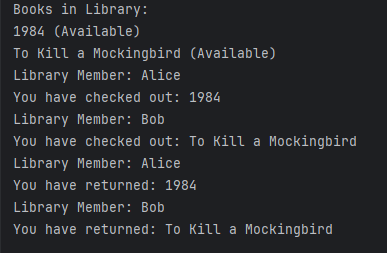 Books in Library:
1984 (Available)
To Kill a Mockingbird (Available)
Library Member: Alice
You have checked out: 1984
Library Member: Bob
You have checked out: To Kill a Mockingbird
Library Member: Alice
You have returned: 1984
Library Member: Bob
You have returned: To Kill a Mockingbird